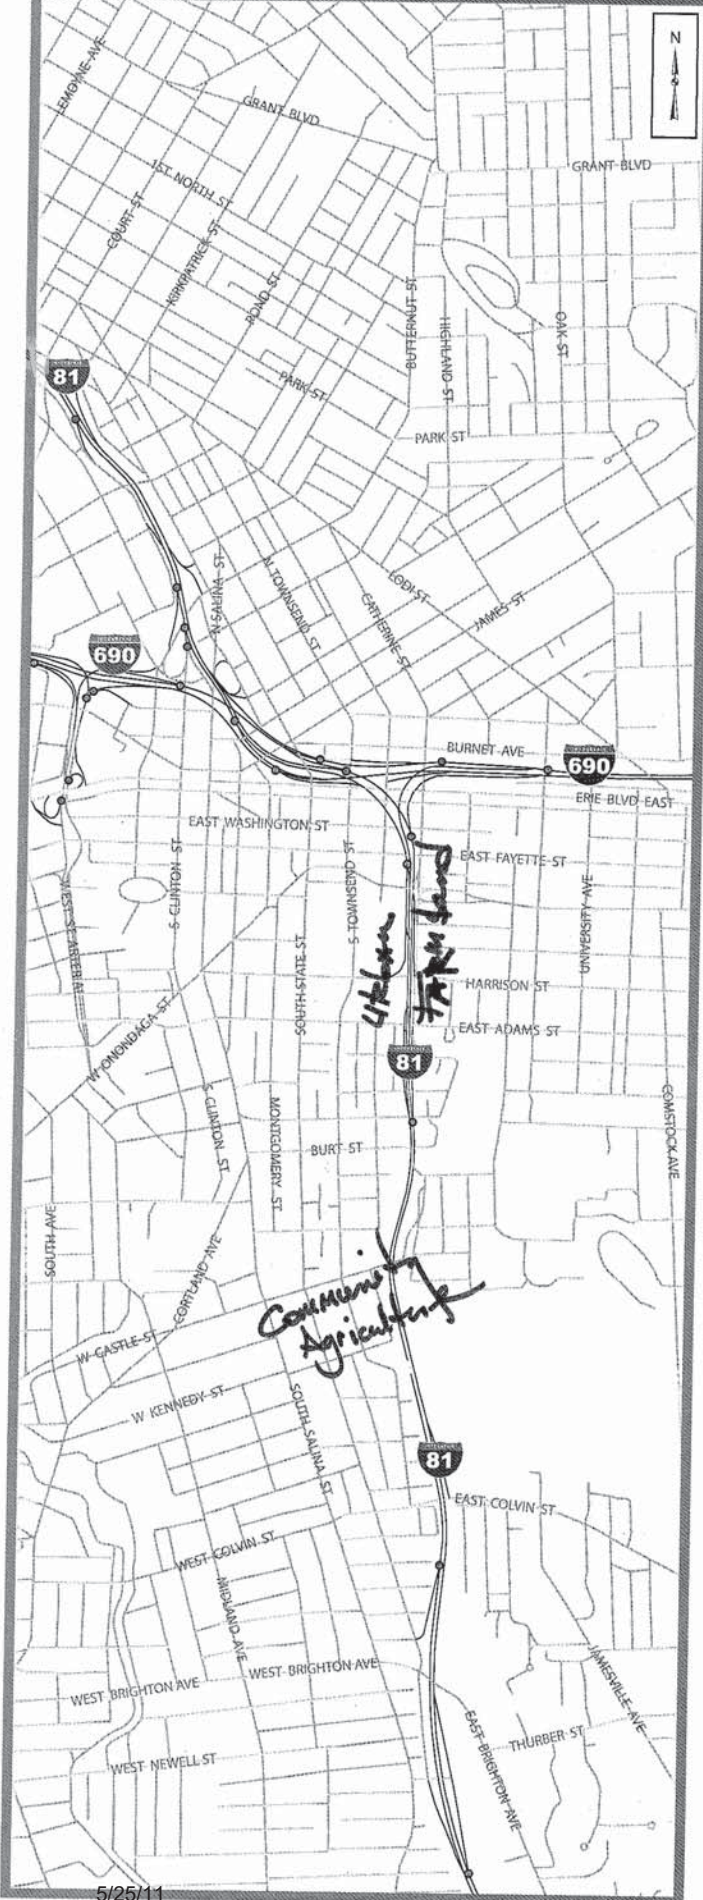 N
LEMOYNE AVE
GRANT BLVD
GRANT BLVD
1ST NORTH ST
COURT ST
KIRKPATRICK ST
POND ST
BUTTERNUT ST
HIGHLAND ST
OAK ST
81
PARK ST
PARK ST
N SALINA ST
N TOWNSEND ST
LODI ST
CATHERINE ST
JAMES ST
690
BURNET AVE
690
ERIE BLVD EAST
EAST WASHINGTON ST
EAST FAYETTE ST
S CLINTON ST
S TOWNSEND ST
WEST ST ARTERIAL
UNIVERSITY AVE
SOUTH STATE ST
Urban
FARM land
HARRISON ST
W ONONDAGA ST
EAST ADAMS ST
81
S CLINTON ST
MONTGOMERY ST
BURT ST
COMSTOCK AVE
SOUTH AVE
CORTLAND AVE
Community
Agriculture
W CASTLE ST
W KENNEDY ST
SOUTH SALINA ST
81
EAST COLVIN ST
WEST COLVIN ST
MIDLAND AVE
WEST BRIGHTON AVE
WEST BRIGHTON AVE
JAMESVILLE AVE
EAST BRIGHTON AVE
THURBER ST
WEST NEWELL ST
5/25/11